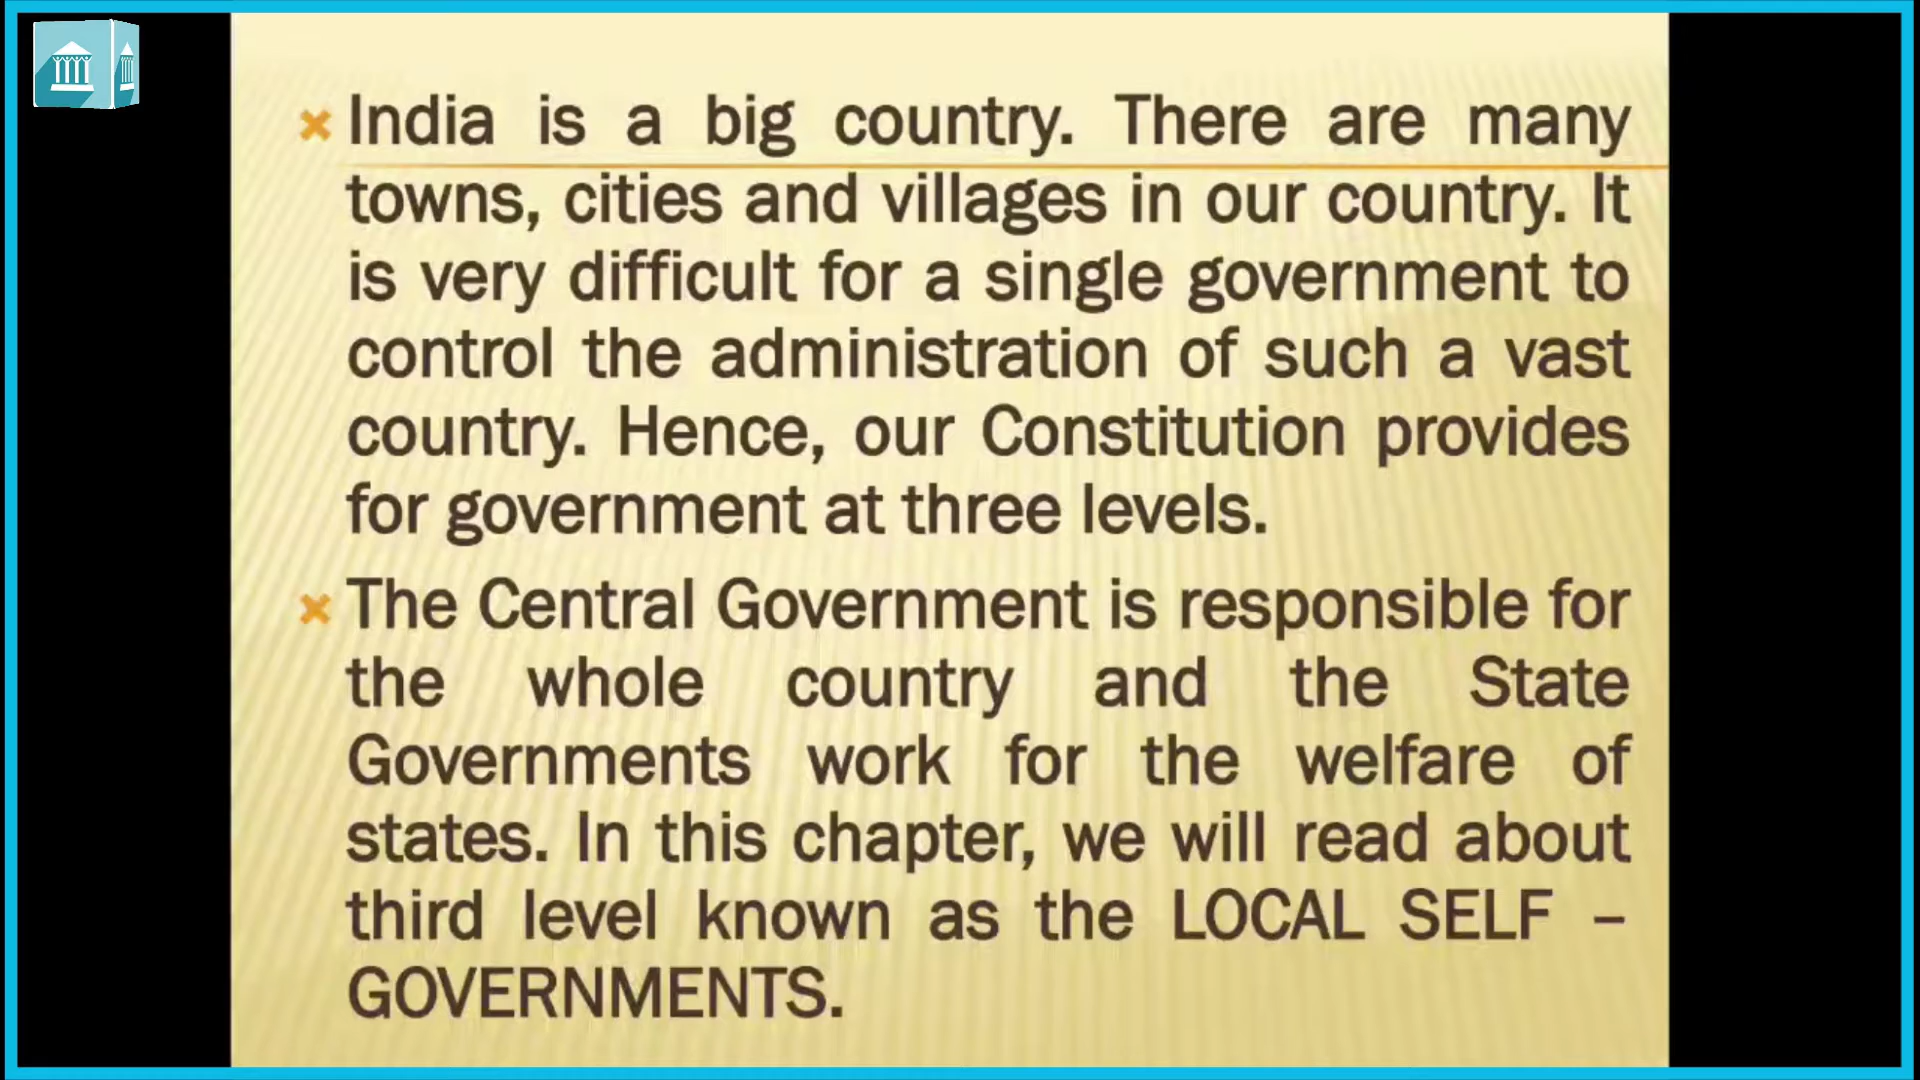 India is a big country. There are many
towns, cities and villages in our country. It
is very difficult for a single government to
control the administration of such a vast
country. Hence, our Constitution provides
for government at three levels.
The Central Government is responsible for
the whole country and the State
Governments work for the welfare of
states. In this chapter, we will read about
third level known as the LOCAL SELF –
GOVERNMENTS.